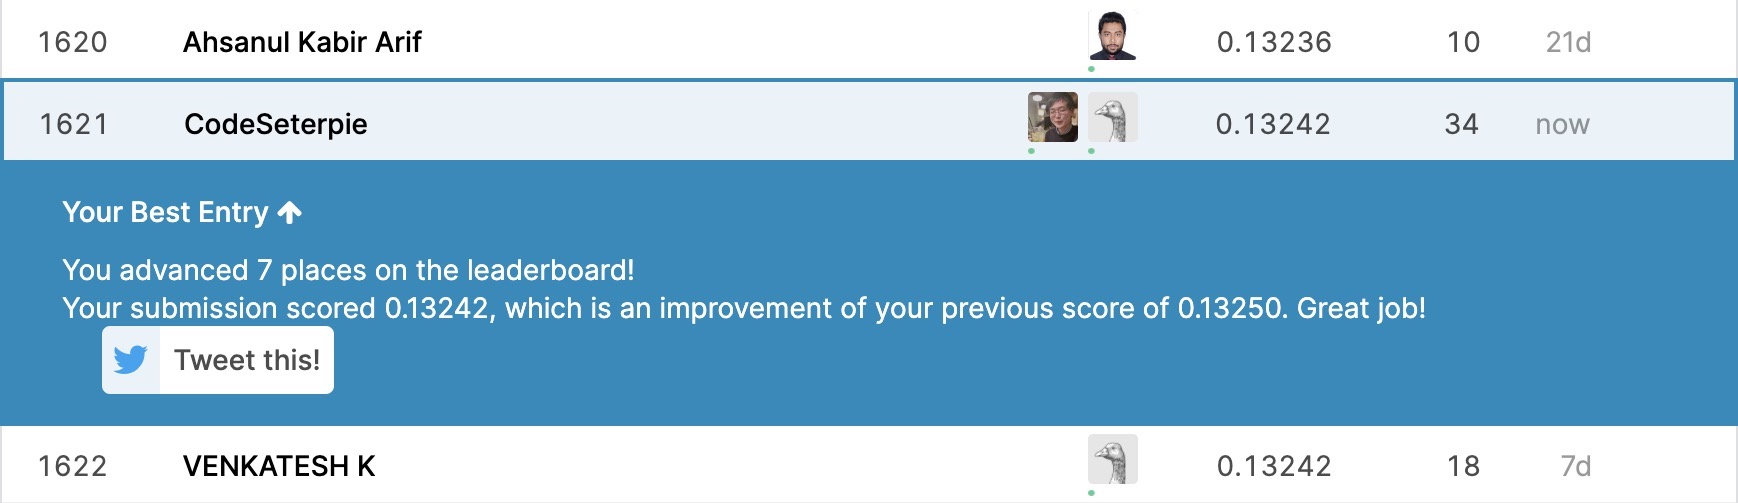 1620 Ahsanul Kabir Arif 0.13236 10 21d
1621 CodeSeterpie 0.13242 34 now
Your Best Entry
You advanced 7 places on the leaderboard!
Your submission scored 0.13242, which is an improvement of your previous score of 0.13250. Great job!
Tweet this!
1622 VENKATESH K 0.13242 18 7d